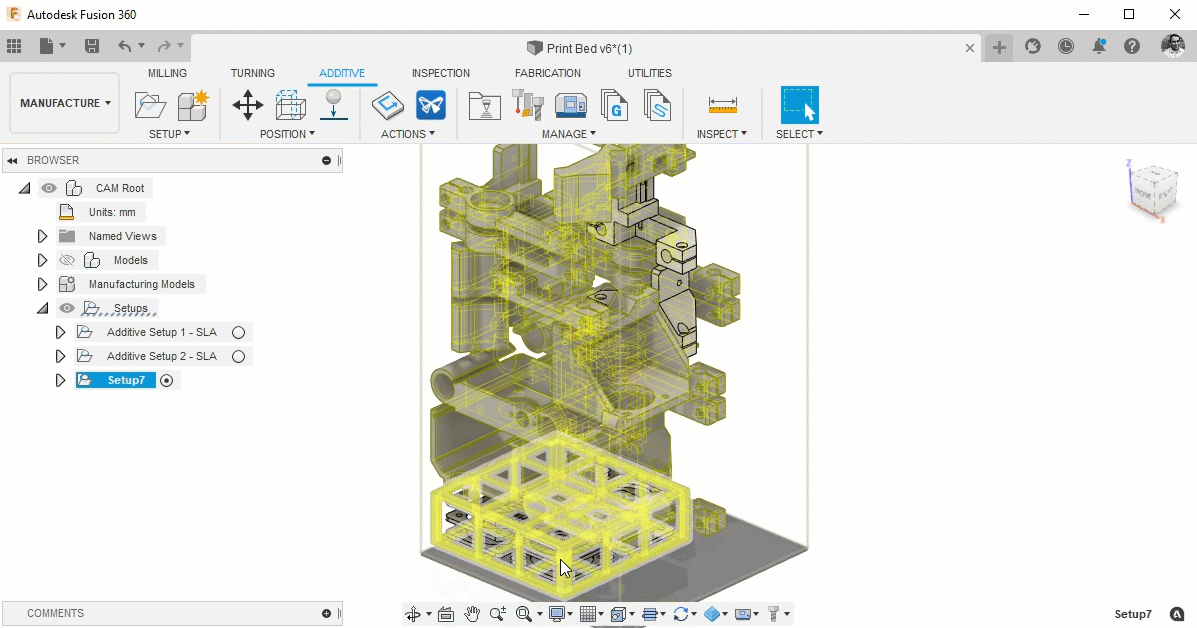 Autodesk Fusion 360
Print Bed v6*(1)
MANUFACTURE
MILLING TURNING ADDITIVE INSPECTION FABRICATION UTILITIES
SETUP POSITION ACTIONS MANAGE INSPECT SELECT
BROWSER
CAM Root
Units: mm
Named Views
Models
Manufacturing Models
Setups
Additive Setup 1 - SLA
Additive Setup 2 - SLA
Setup7
Z
X
COMMENTS
Setup7